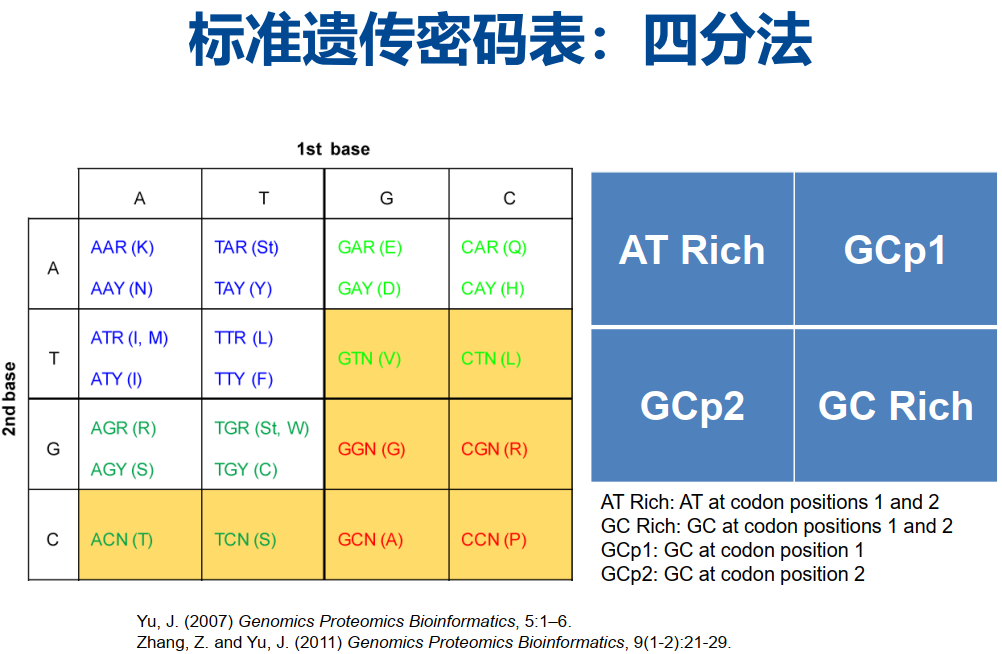 标准遗传密码表：四分法
1st base
A T G C
2nd base
A
AAR (K) TAR (St) GAR (E) CAR (Q)
AAY (N) TAY (Y) GAY (D) CAY (H)
T
ATR (I, M) TTR (L) GTN (V) CTN (L)
ATY (I) TTY (F)
G
AGR (R) TGR (St, W) GGN (G) CGN (R)
AGY (S) TGY (C)
C
ACN (T) TCN (S) GCN (A) CCN (P)
AT Rich GCp1
GCp2 GC Rich
AT Rich: AT at codon positions 1 and 2
GC Rich: GC at codon positions 1 and 2
GCp1: GC at codon position 1
GCp2: GC at codon position 2
Yu, J. (2007) Genomics Proteomics Bioinformatics, 5:1–6.
Zhang, Z. and Yu, J. (2011) Genomics Proteomics Bioinformatics, 9(1-2):21-29.